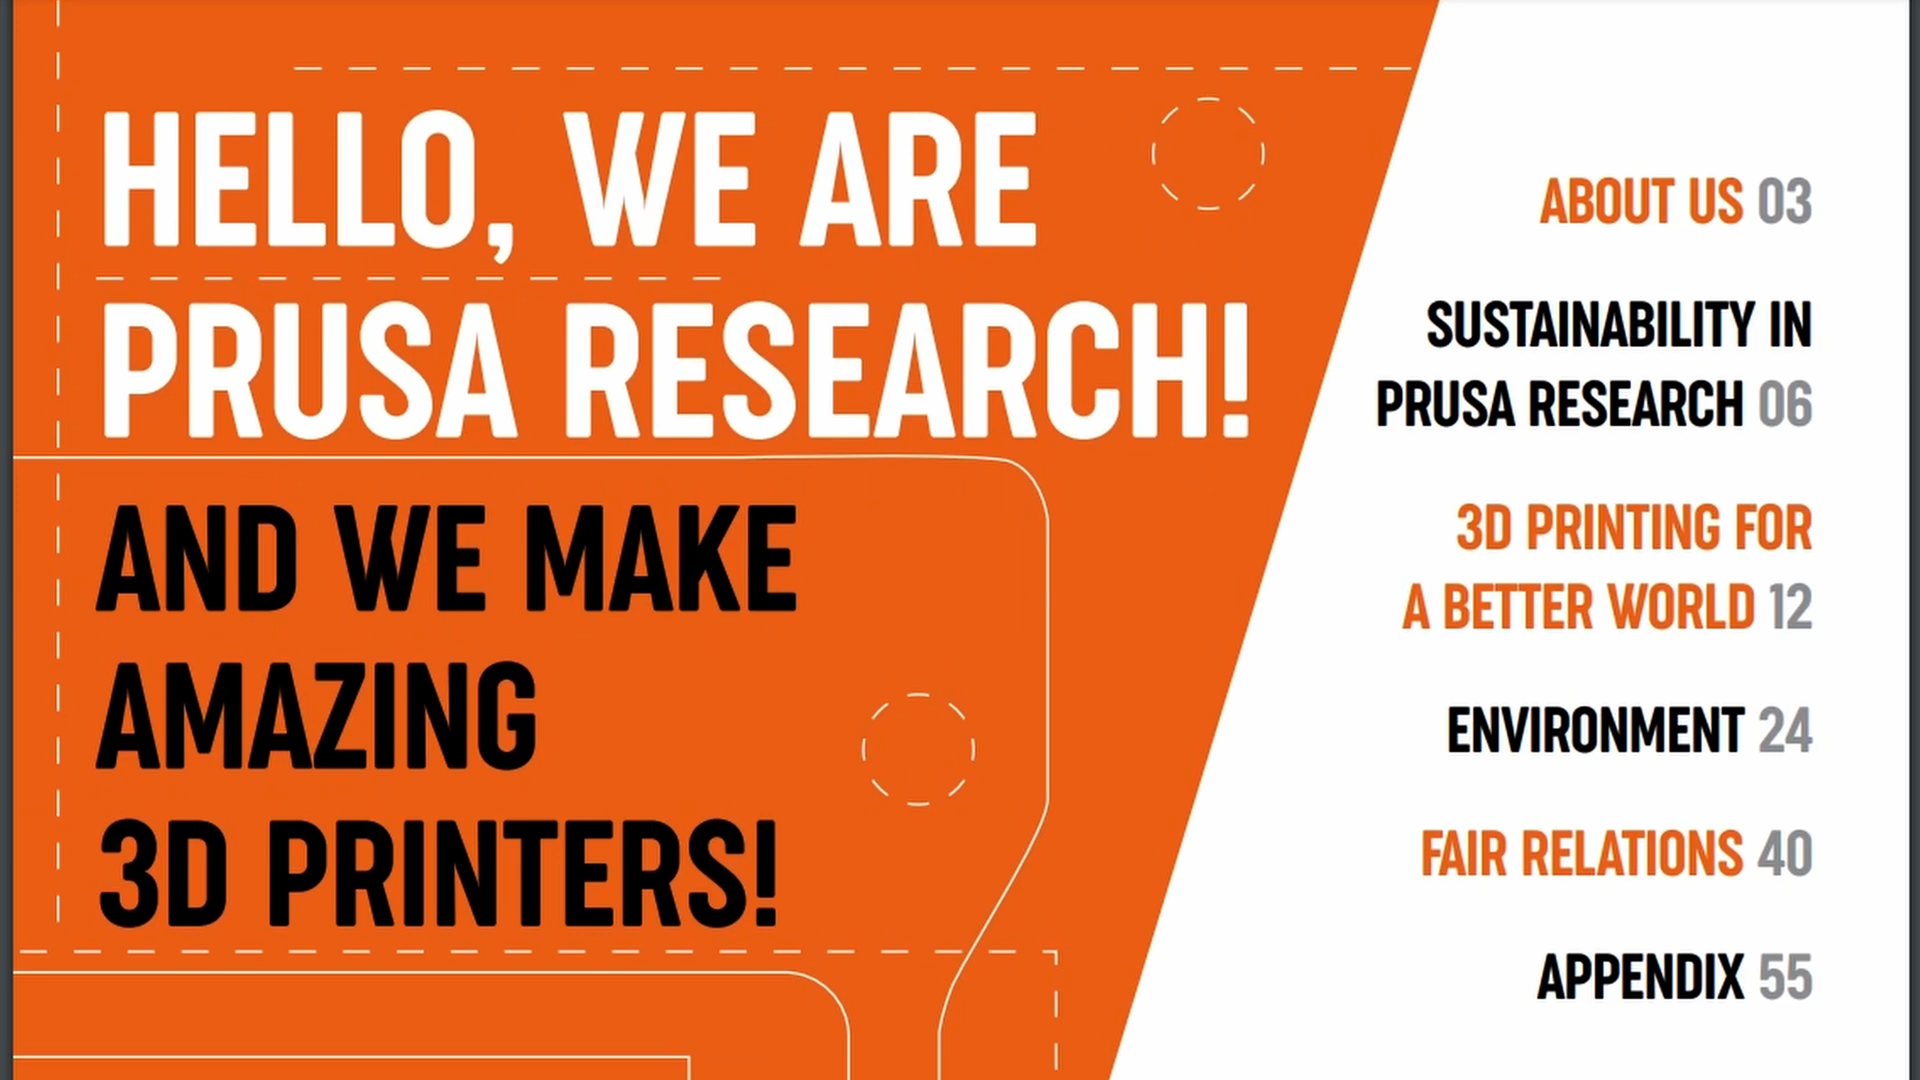 HELLO, WE ARE
PRUSA RESEARCH!
AND WE MAKE
AMAZING
3D PRINTERS!
ABOUT US 03
SUSTAINABILITY IN
PRUSA RESEARCH 06
3D PRINTING FOR
A BETTER WORLD 12
ENVIRONMENT 24
FAIR RELATIONS 40
APPENDIX 55